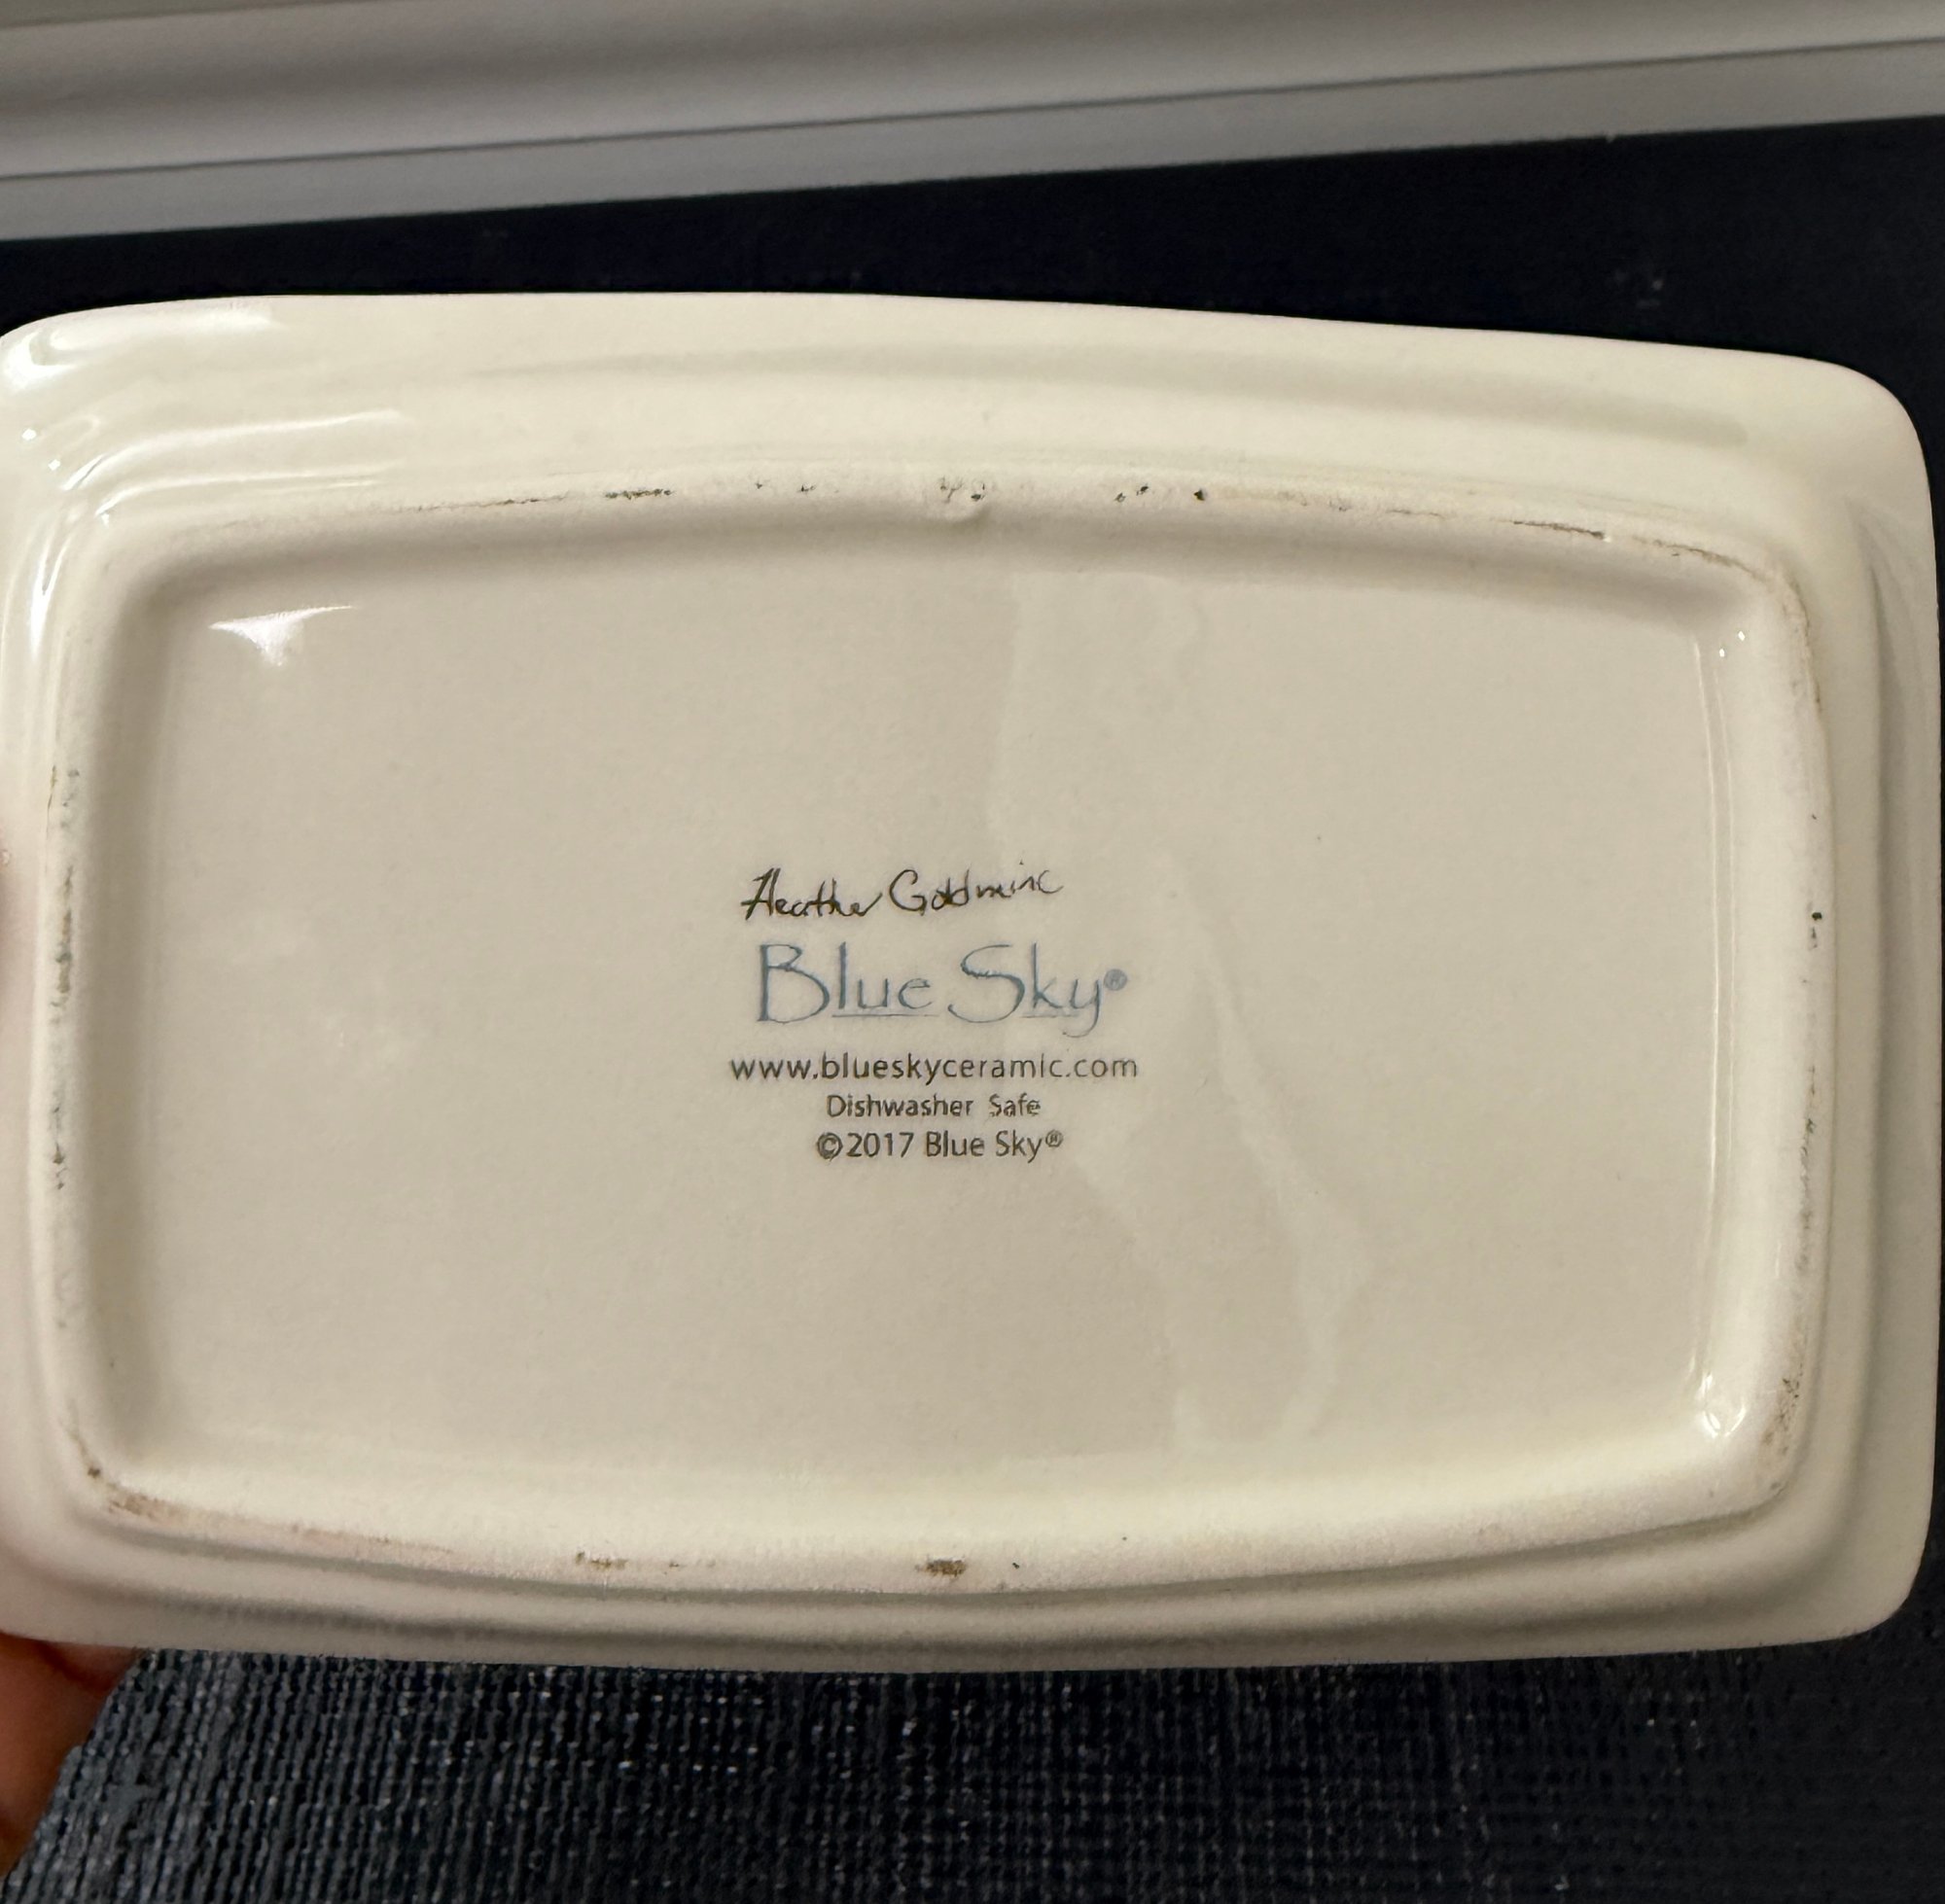 Heather Goldminc
Blue Sky®
www.blueskyceramic.com
Dishwasher Safe
©2017 Blue Sky®